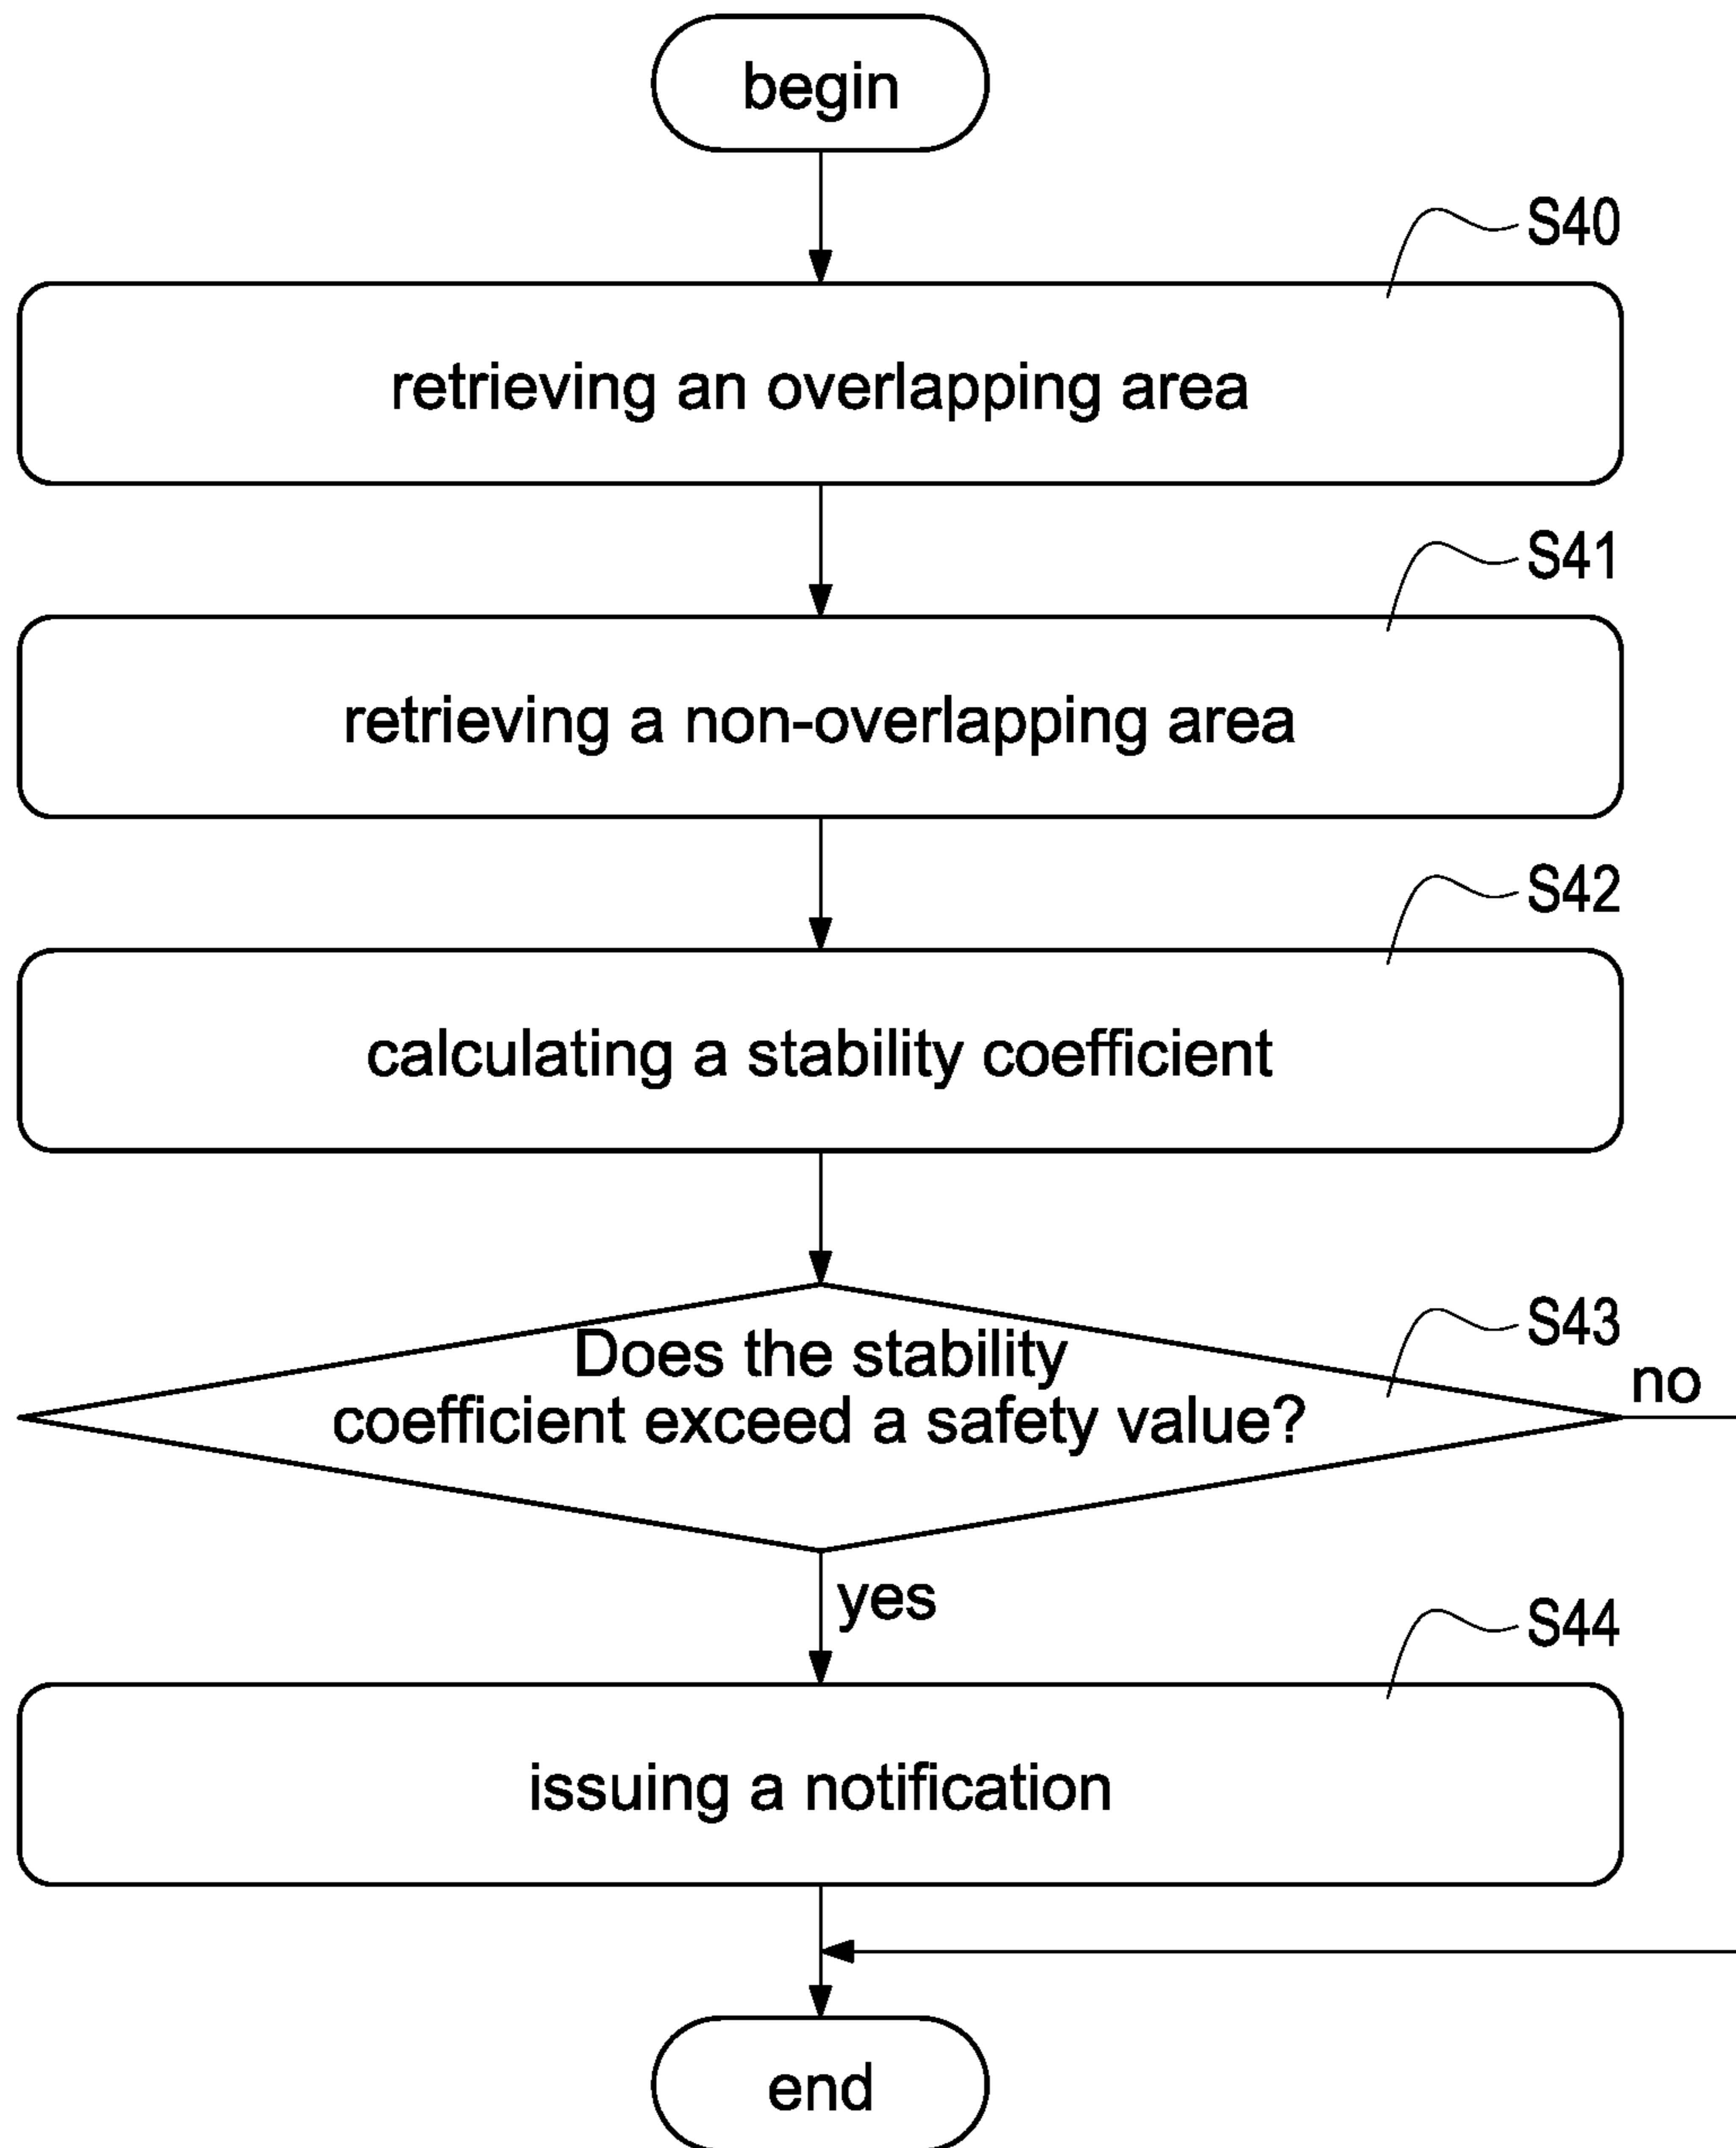 begin
S40
retrieving an overlapping area
S41
retrieving a non-overlapping area
S42
calculating a stability coefficient
S43
Does the stability
no
coefficient exceed a safety value?
yes
S44
issuing a notification
end